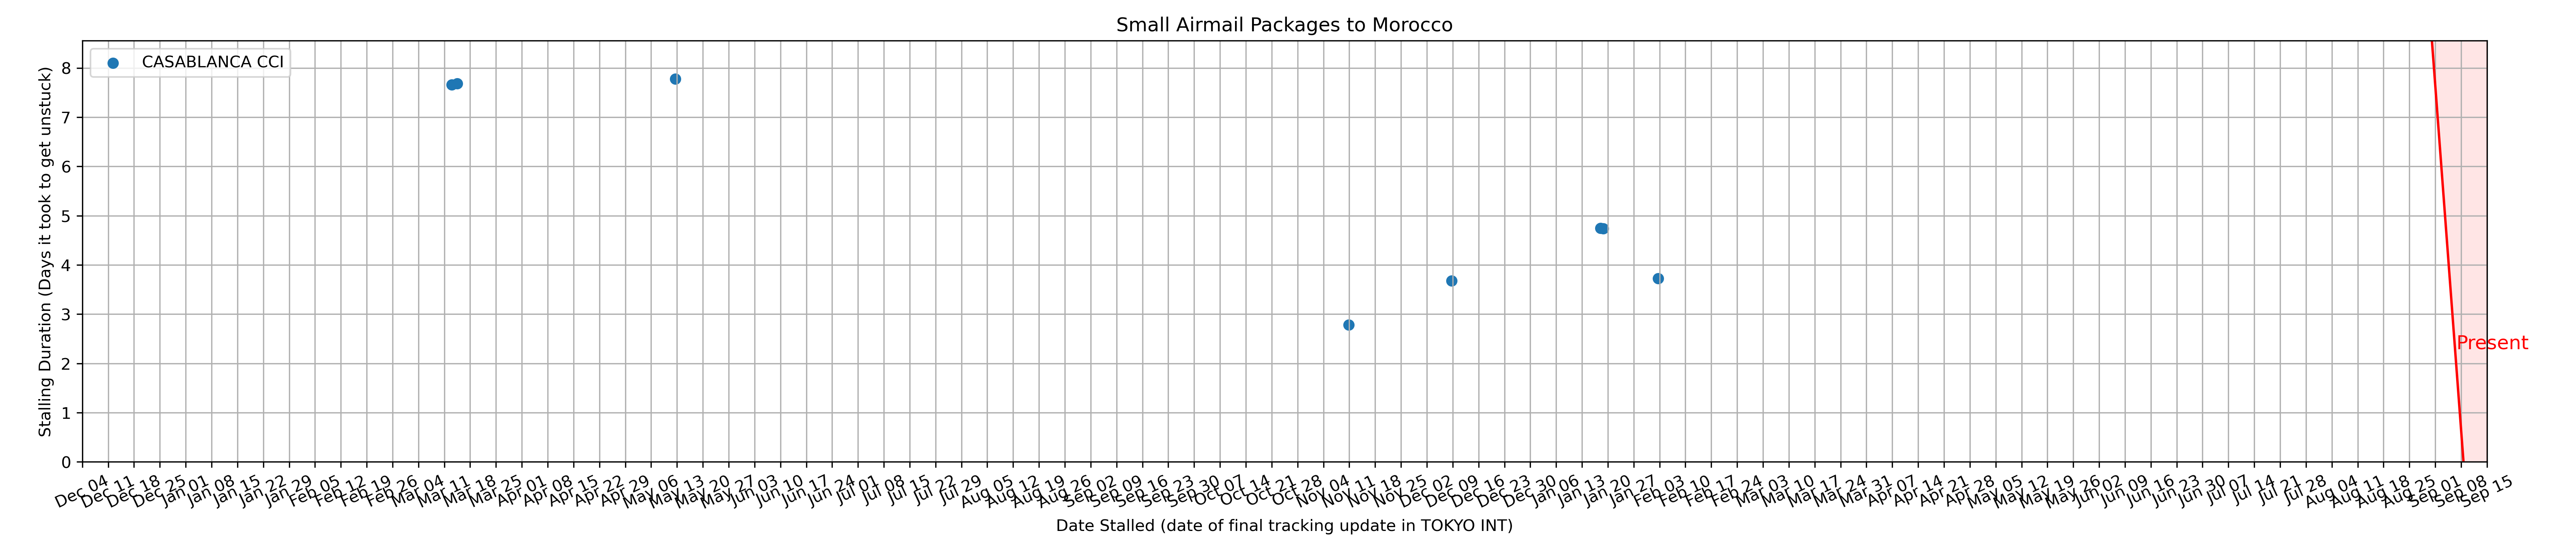 Small Airmail Packages to Morocco
CASABLANCA CCI
Stalling Duration (Days it took to get unstuck)
8
7
6
5
4
3
2
1
0
Present
Dec 04 Dec 11 Dec 18 Dec 25 Jan 01 Jan 08 Jan 15 Jan 22 Jan 29 Feb 05 Feb 12 Feb 19 Feb 26 Mar 04 Mar 11 Mar 18 Mar 25 Apr 01 Apr 08 Apr 15 Apr 22 Apr 29 May 06 May 13 May 20 May 27 Jun 03 Jun 10 Jun 17 Jun 24 Jul 01 Jul 08 Jul 15 Jul 22 Jul 29 Aug 05 Aug 12 Aug 19 Aug 26 Sep 02 Sep 09 Sep 16 Sep 23 Sep 30 Oct 07 Oct 14 Oct 21 Oct 28 Nov 04 Nov 11 Nov 18 Nov 25 Dec 02 Dec 09 Dec 16 Dec 23 Dec 30 Jan 06 Jan 13 Jan 20 Jan 27 Feb 03 Feb 10 Feb 17 Feb 24 Mar 03 Mar 10 Mar 17 Mar 24 Mar 31 Apr 07 Apr 14 Apr 21 Apr 28 May 05 May 12 May 19 May 26 Jun 02 Jun 09 Jun 16 Jun 23 Jun 30 Jul 07 Jul 14 Jul 21 Jul 28 Aug 04 Aug 11 Aug 18 Aug 25 Sep 01 Sep 08 Sep 15
Date Stalled (date of final tracking update in TOKYO INT)